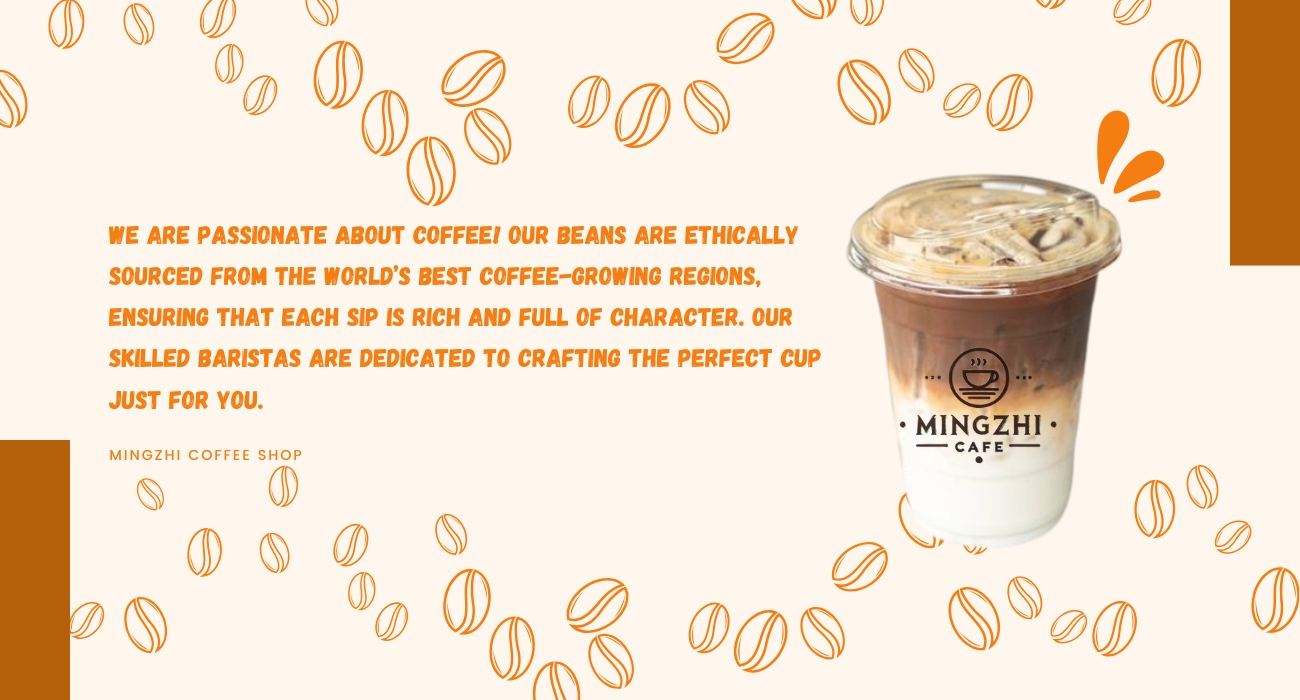 WE ARE PASSIONATE ABOUT COFFEE! OUR BEANS ARE ETHICALLY
SOURCED FROM THE WORLD'S BEST COFFEE–GROWING REGIONS,
ENSURING THAT EACH SIP IS RICH AND FULL OF CHARACTER. OUR
SKILLED BARISTAS ARE DEDICATED TO CRAFTING THE PERFECT CUP
JUST FOR YOU.
MINGZHI COFFEE SHOP
MINGZHI
CAFE